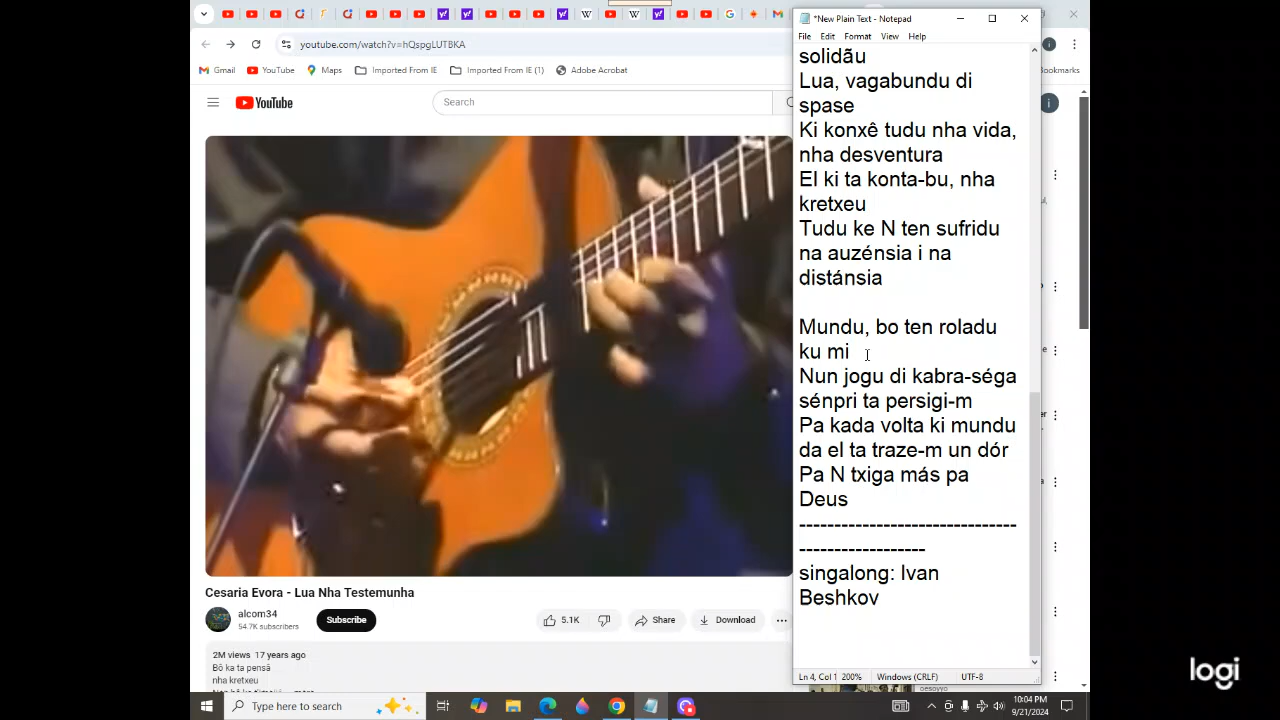 *New Plain Text - Notepad
youtube.com/watch?v=hQspgLUTBKA
File Edit Format View Help
Gmail YouTube Maps Imported From IE Imported From IE (1) Adobe Acrobat
Bookmarks
YouTube
Search
solidãu
Lua, vagabundu di
spase
Ki konxê tudu nha vida,
nha desventura
El ki ta konta-bu, nha
kretxeu
Tudu ke N ten sufridu
na auzénsia i na
distánsia
Mundu, bo ten roladu
ku mi
Nun jogu di kabra-séga
sénpri ta persigi-m
Pa kada volta ki mundu
da el ta traze-m un dór
Pa N txiga más pa
Deus
-------------------------------
------------------
singalong: Ivan
Beshkov
Cesaria Evora - Lua Nha Testemunha
alcom34
54.7K subscribers
Subscribe
5.1K
Share
Download
2M views 17 years ago
Bô ka ta pensâ
nha kretxeu
Ln 4, Col 1 200% Windows (CRLF) UTF-8
Type here to search
10:04 PM
9/21/2024
logi